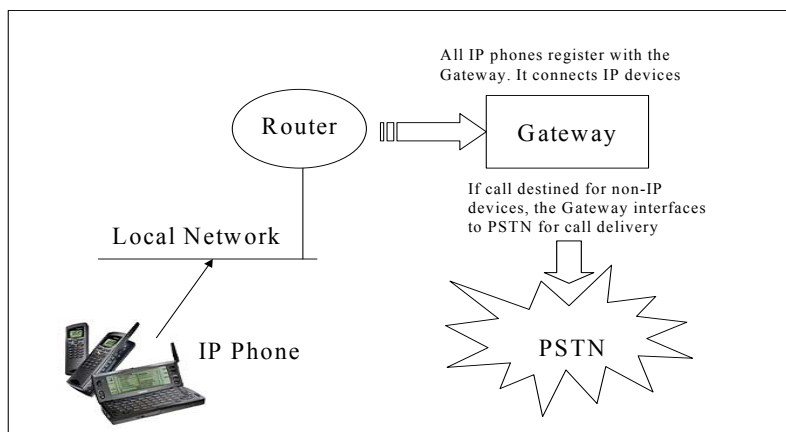 All IP phones register with the
Gateway. It connects IP devices
Router
Gateway
If call destined for non-IP
devices, the Gateway interfaces
to PSTN for call delivery
Local Network
IP Phone
PSTN